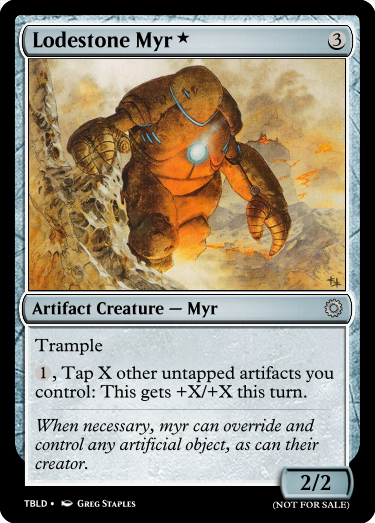 Lodestone Myr ★ 3
Artifact Creature — Myr
Trample
1, Tap X other untapped artifacts you
control: This gets +X/+X this turn.
When necessary, myr can override and
control any artificial object, as can their
creator.
2/2
TBLD • Greg Staples
(NOT FOR SALE)